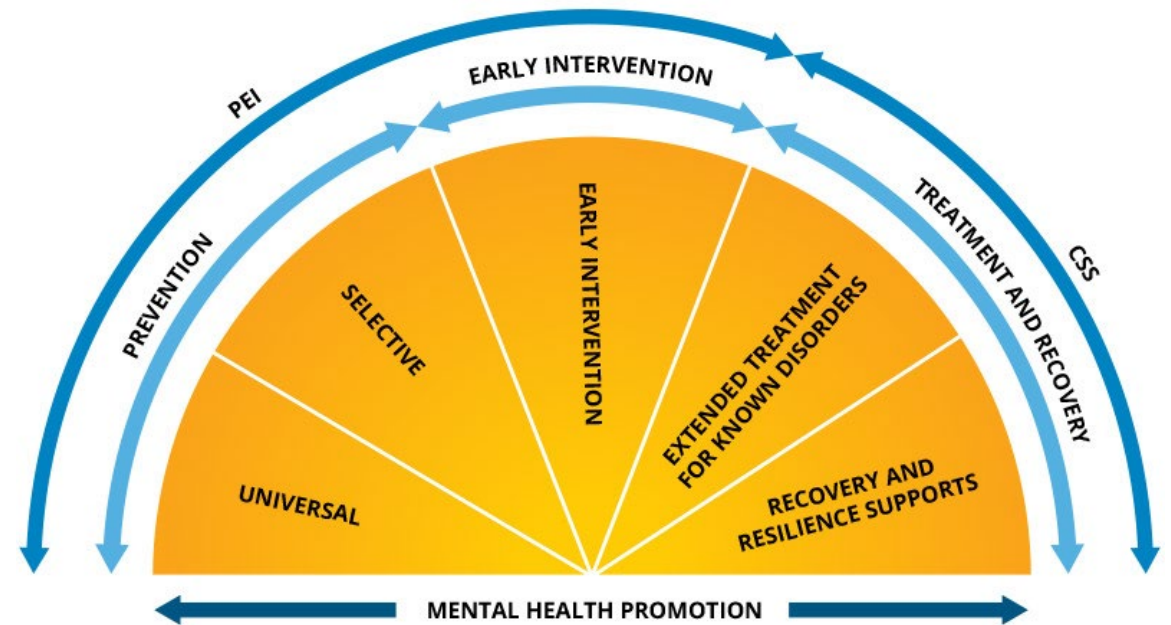 PEI
EARLY INTERVENTION
CSS
PREVENTION
TREATMENT AND RECOVERY
UNIVERSAL
SELECTIVE
EARLY INTERVENTION
EXTENDED TREATMENT
FOR KNOWN DISORDERS
RECOVERY AND
RESILIENCE SUPPORTS
MENTAL HEALTH PROMOTION